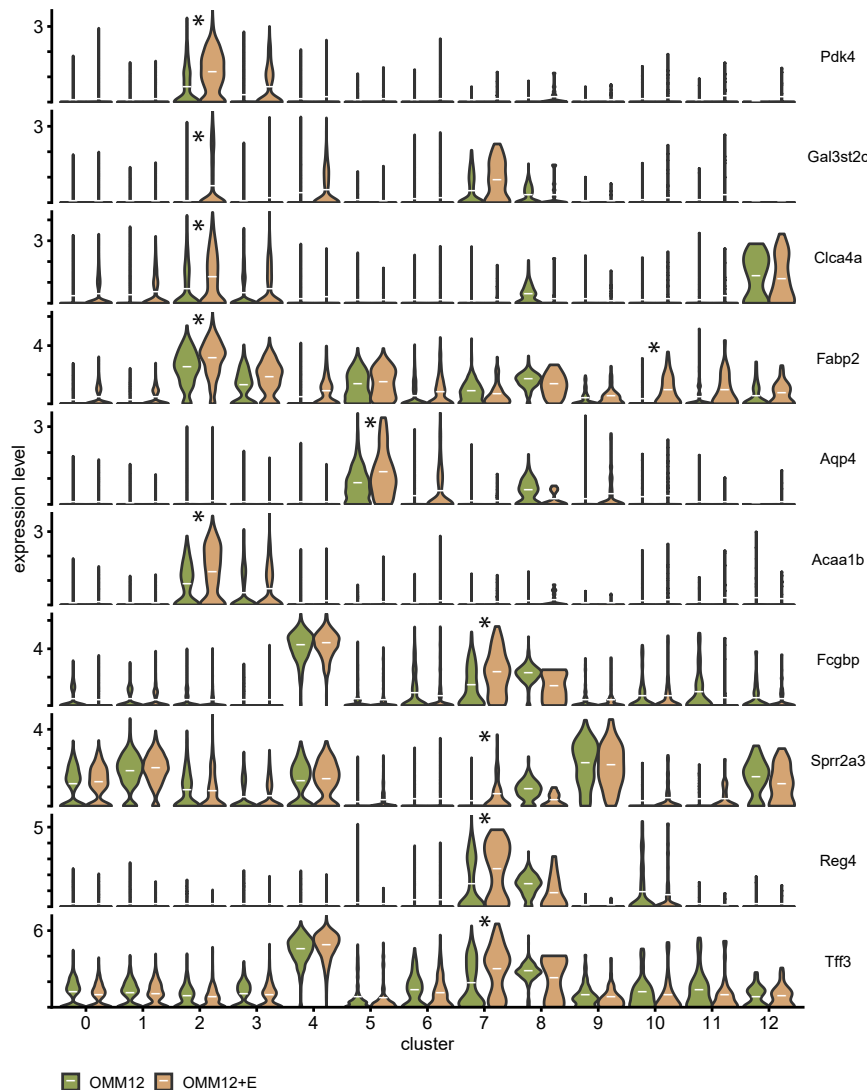 3
*
Pdk4
3
*
Gal3st2c
3
*
Clca4a
4
*
*
Fabp2
3
*
Aqp4
3
*
Acaa1b
4
*
Fcgbp
4
*
Sprr2a3
5
*
Reg4
6
*
Tff3
expression level
0 1 2 3 4 5 6 7 8 9 10 11 12
cluster
OMM12 OMM12+E